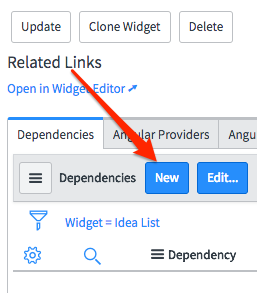 Update Clone Widget Delete
Related Links
Open in Widget Editor
Dependencies Angular Providers Angu
Dependencies New Edit...
Widget = Idea List
Dependency